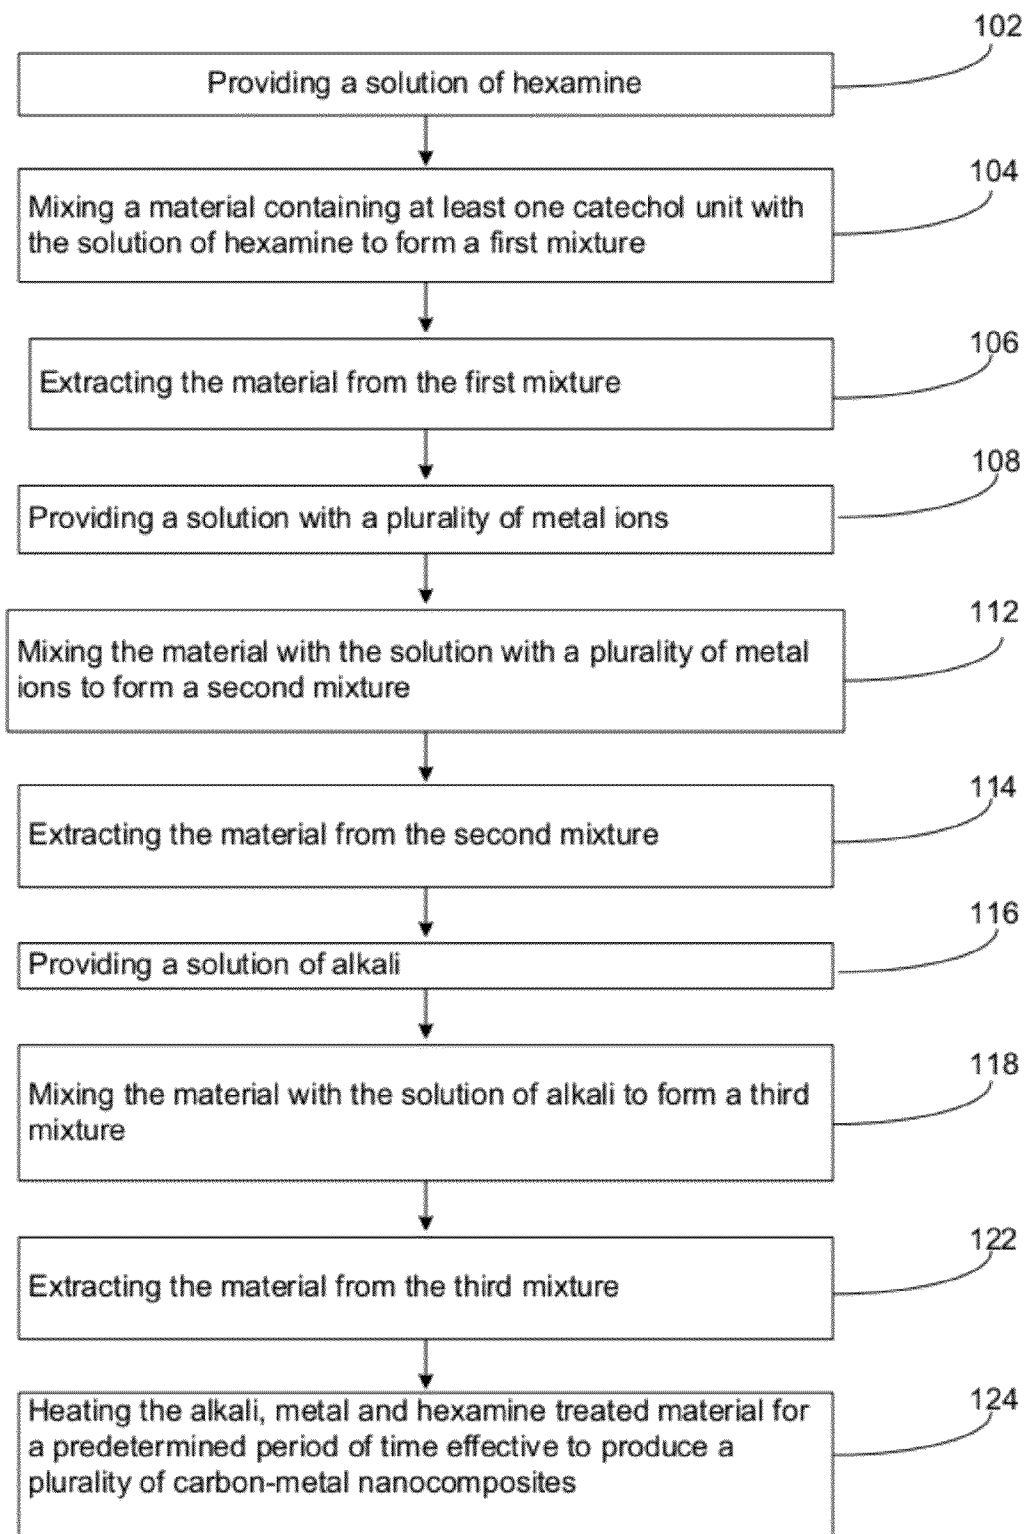 102
Providing a solution of hexamine
104
Mixing a material containing at least one catechol unit with
the solution of hexamine to form a first mixture
106
Extracting the material from the first mixture
108
Providing a solution with a plurality of metal ions
112
Mixing the material with the solution with a plurality of metal
ions to form a second mixture
114
Extracting the material from the second mixture
116
Providing a solution of alkali
118
Mixing the material with the solution of alkali to form a third
mixture
122
Extracting the material from the third mixture
124
Heating the alkali, metal and hexamine treated material for
a predetermined period of time effective to produce a
plurality of carbon-metal nanocomposites